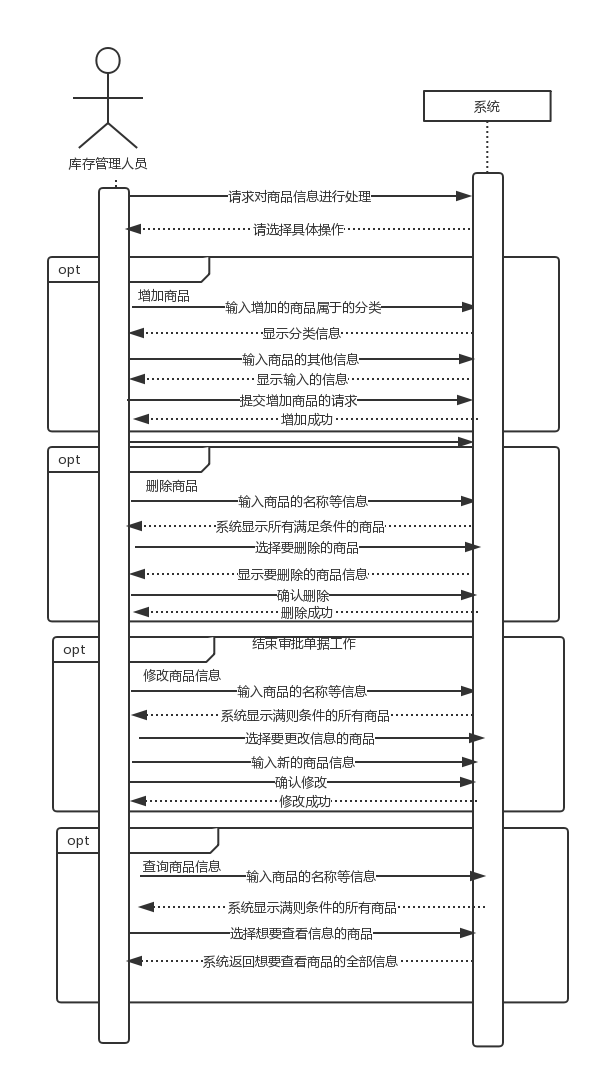 系统
库存管理人员
请求对商品信息进行处理
请选择具体操作
opt
增加商品
输入增加的商品属于的分类
显示分类信息
输入商品的其他信息
显示输入的信息
提交增加商品的请求
增加成功
opt
删除商品
输入商品的名称等信息
系统显示所有满足条件的商品
选择要删除的商品
显示要删除的商品信息
确认删除
删除成功
结束审批单据工作
opt
修改商品信息
输入商品的名称等信息
系统显示满则条件的所有商品
选择要更改信息的商品
输入新的商品信息
确认修改
修改成功
opt
查询商品信息
输入商品的名称等信息
系统显示满则条件的所有商品
选择想要查看信息的商品
系统返回想要查看商品的全部信息